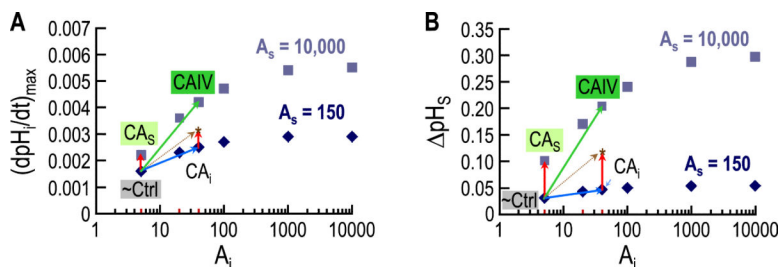 A
B
0.007
0.006
0.005
0.004
0.003
0.002
0.001
0
(dpHᵢ/dt)ₘₐₓ
Aₛ = 10,000
CAIV
Aₛ = 150
CAₛ
CAᵢ
~Ctrl
1 10 100 1000 10000
Aᵢ
0.35
0.30
0.25
0.20
0.15
0.10
0.05
0.00
ΔpHₛ
Aₛ = 10,000
CAIV
CAₛ
Aₛ = 150
CAᵢ
~Ctrl
1 10 100 1000 10000
Aᵢ